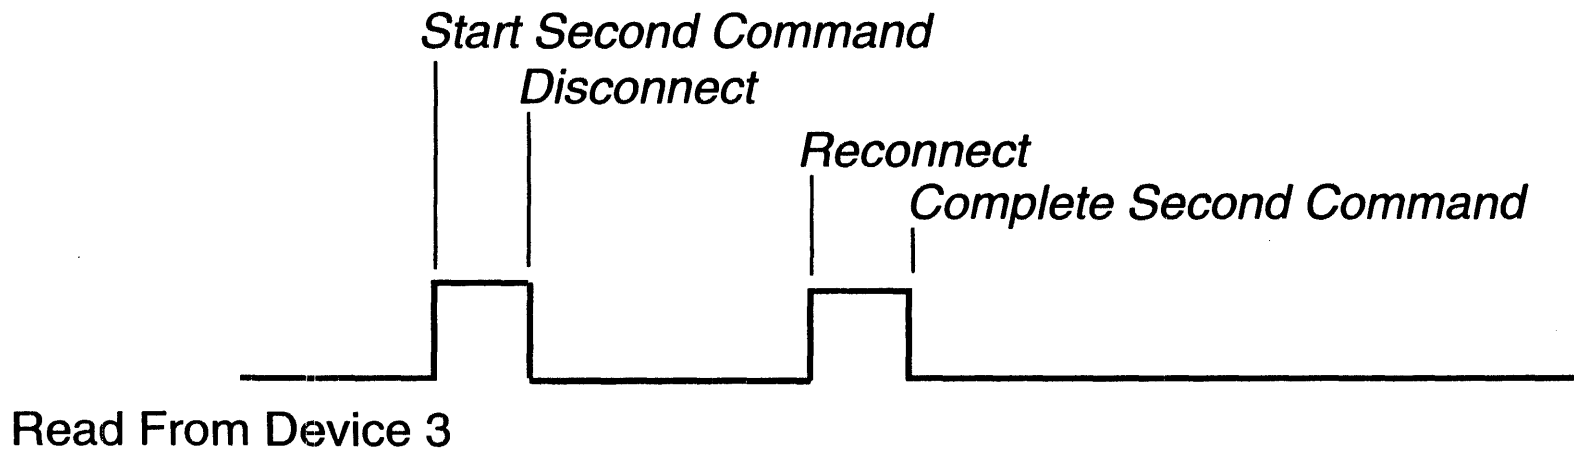 Start Second Command
Disconnect
Reconnect
Complete Second Command
Read From Device 3